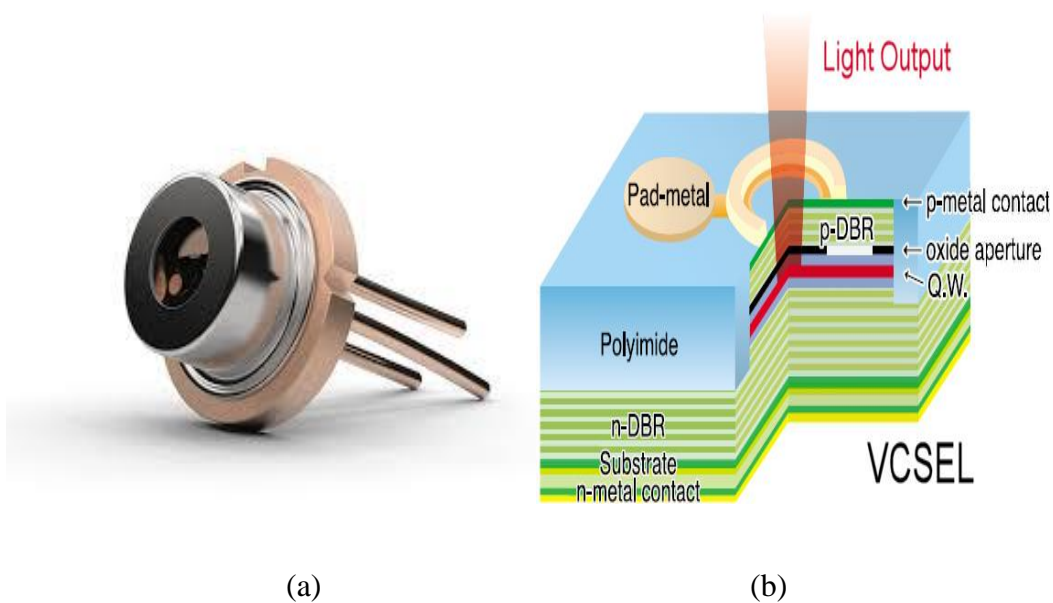 Light Output
Pad-metal
p-DBR
← p-metal contact
← oxide aperture
← Q.W.
Polyimide
n-DBR
Substrate
n-metal contact
VCSEL
(a)
(b)